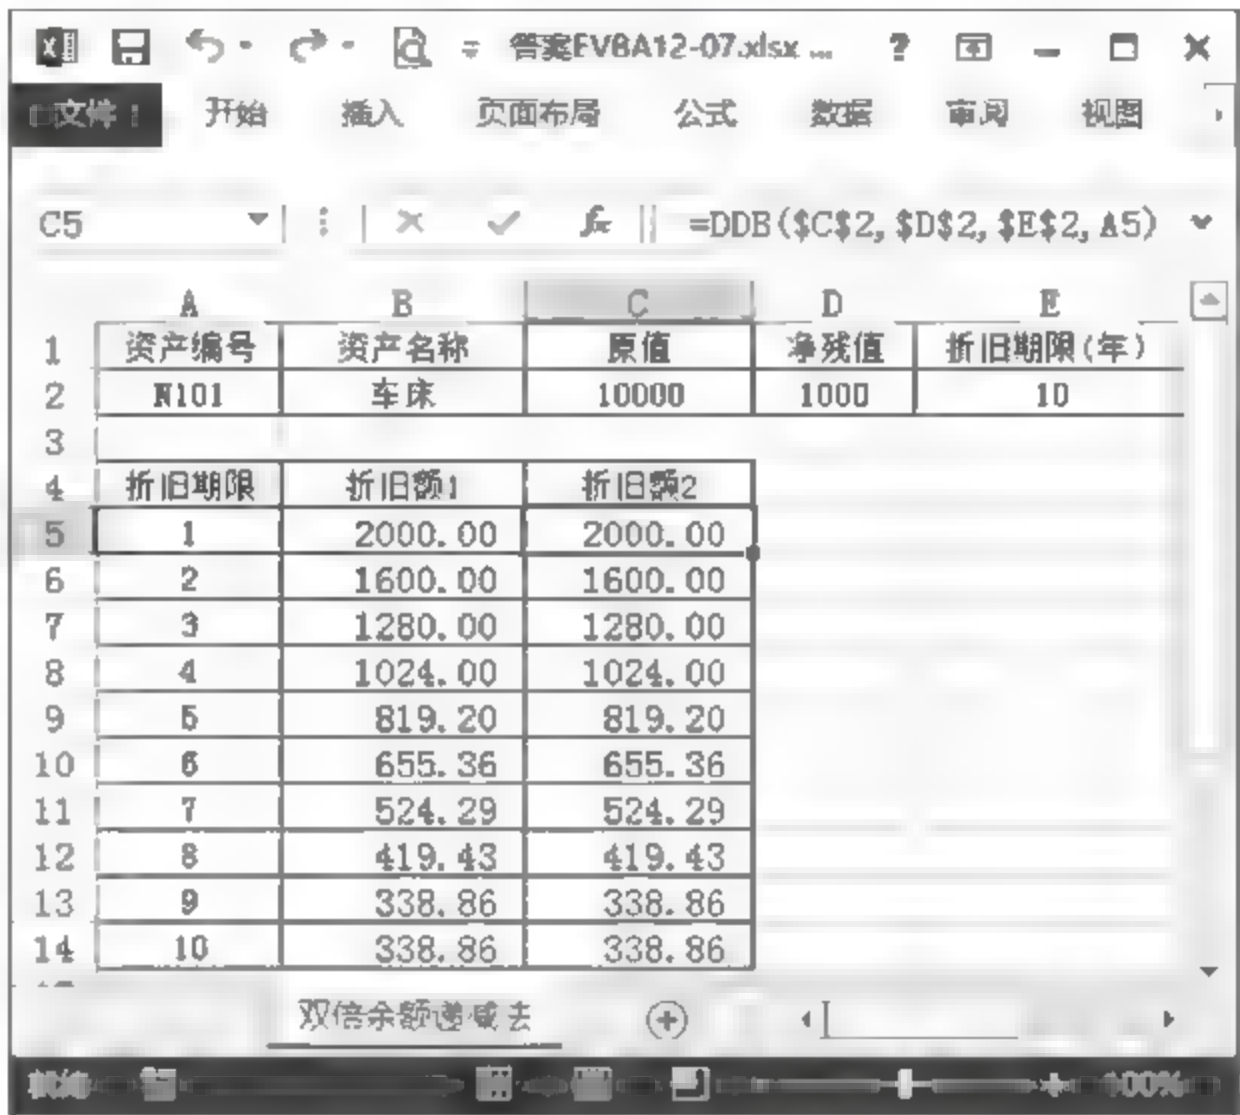 答案EVBA12-07.xlsx ... ?
文件 开始 插入 页面布局 公式 数据 审阅 视图
C5 fx =DDB($C$2,$D$2,$E$2,A5)
A B C D E
1 资产编号 资产名称 原值 净残值 折旧期限(年)
2 N101 车床 10000 1000 10
3
4 折旧期限 折旧额1 折旧额2
5 1 2000.00 2000.00
6 2 1600.00 1600.00
7 3 1280.00 1280.00
8 4 1024.00 1024.00
9 5 819.20 819.20
10 6 655.36 655.36
11 7 524.29 524.29
12 8 419.43 419.43
13 9 338.86 338.86
14 10 338.86 338.86
双倍余额递减法
就绪 100%